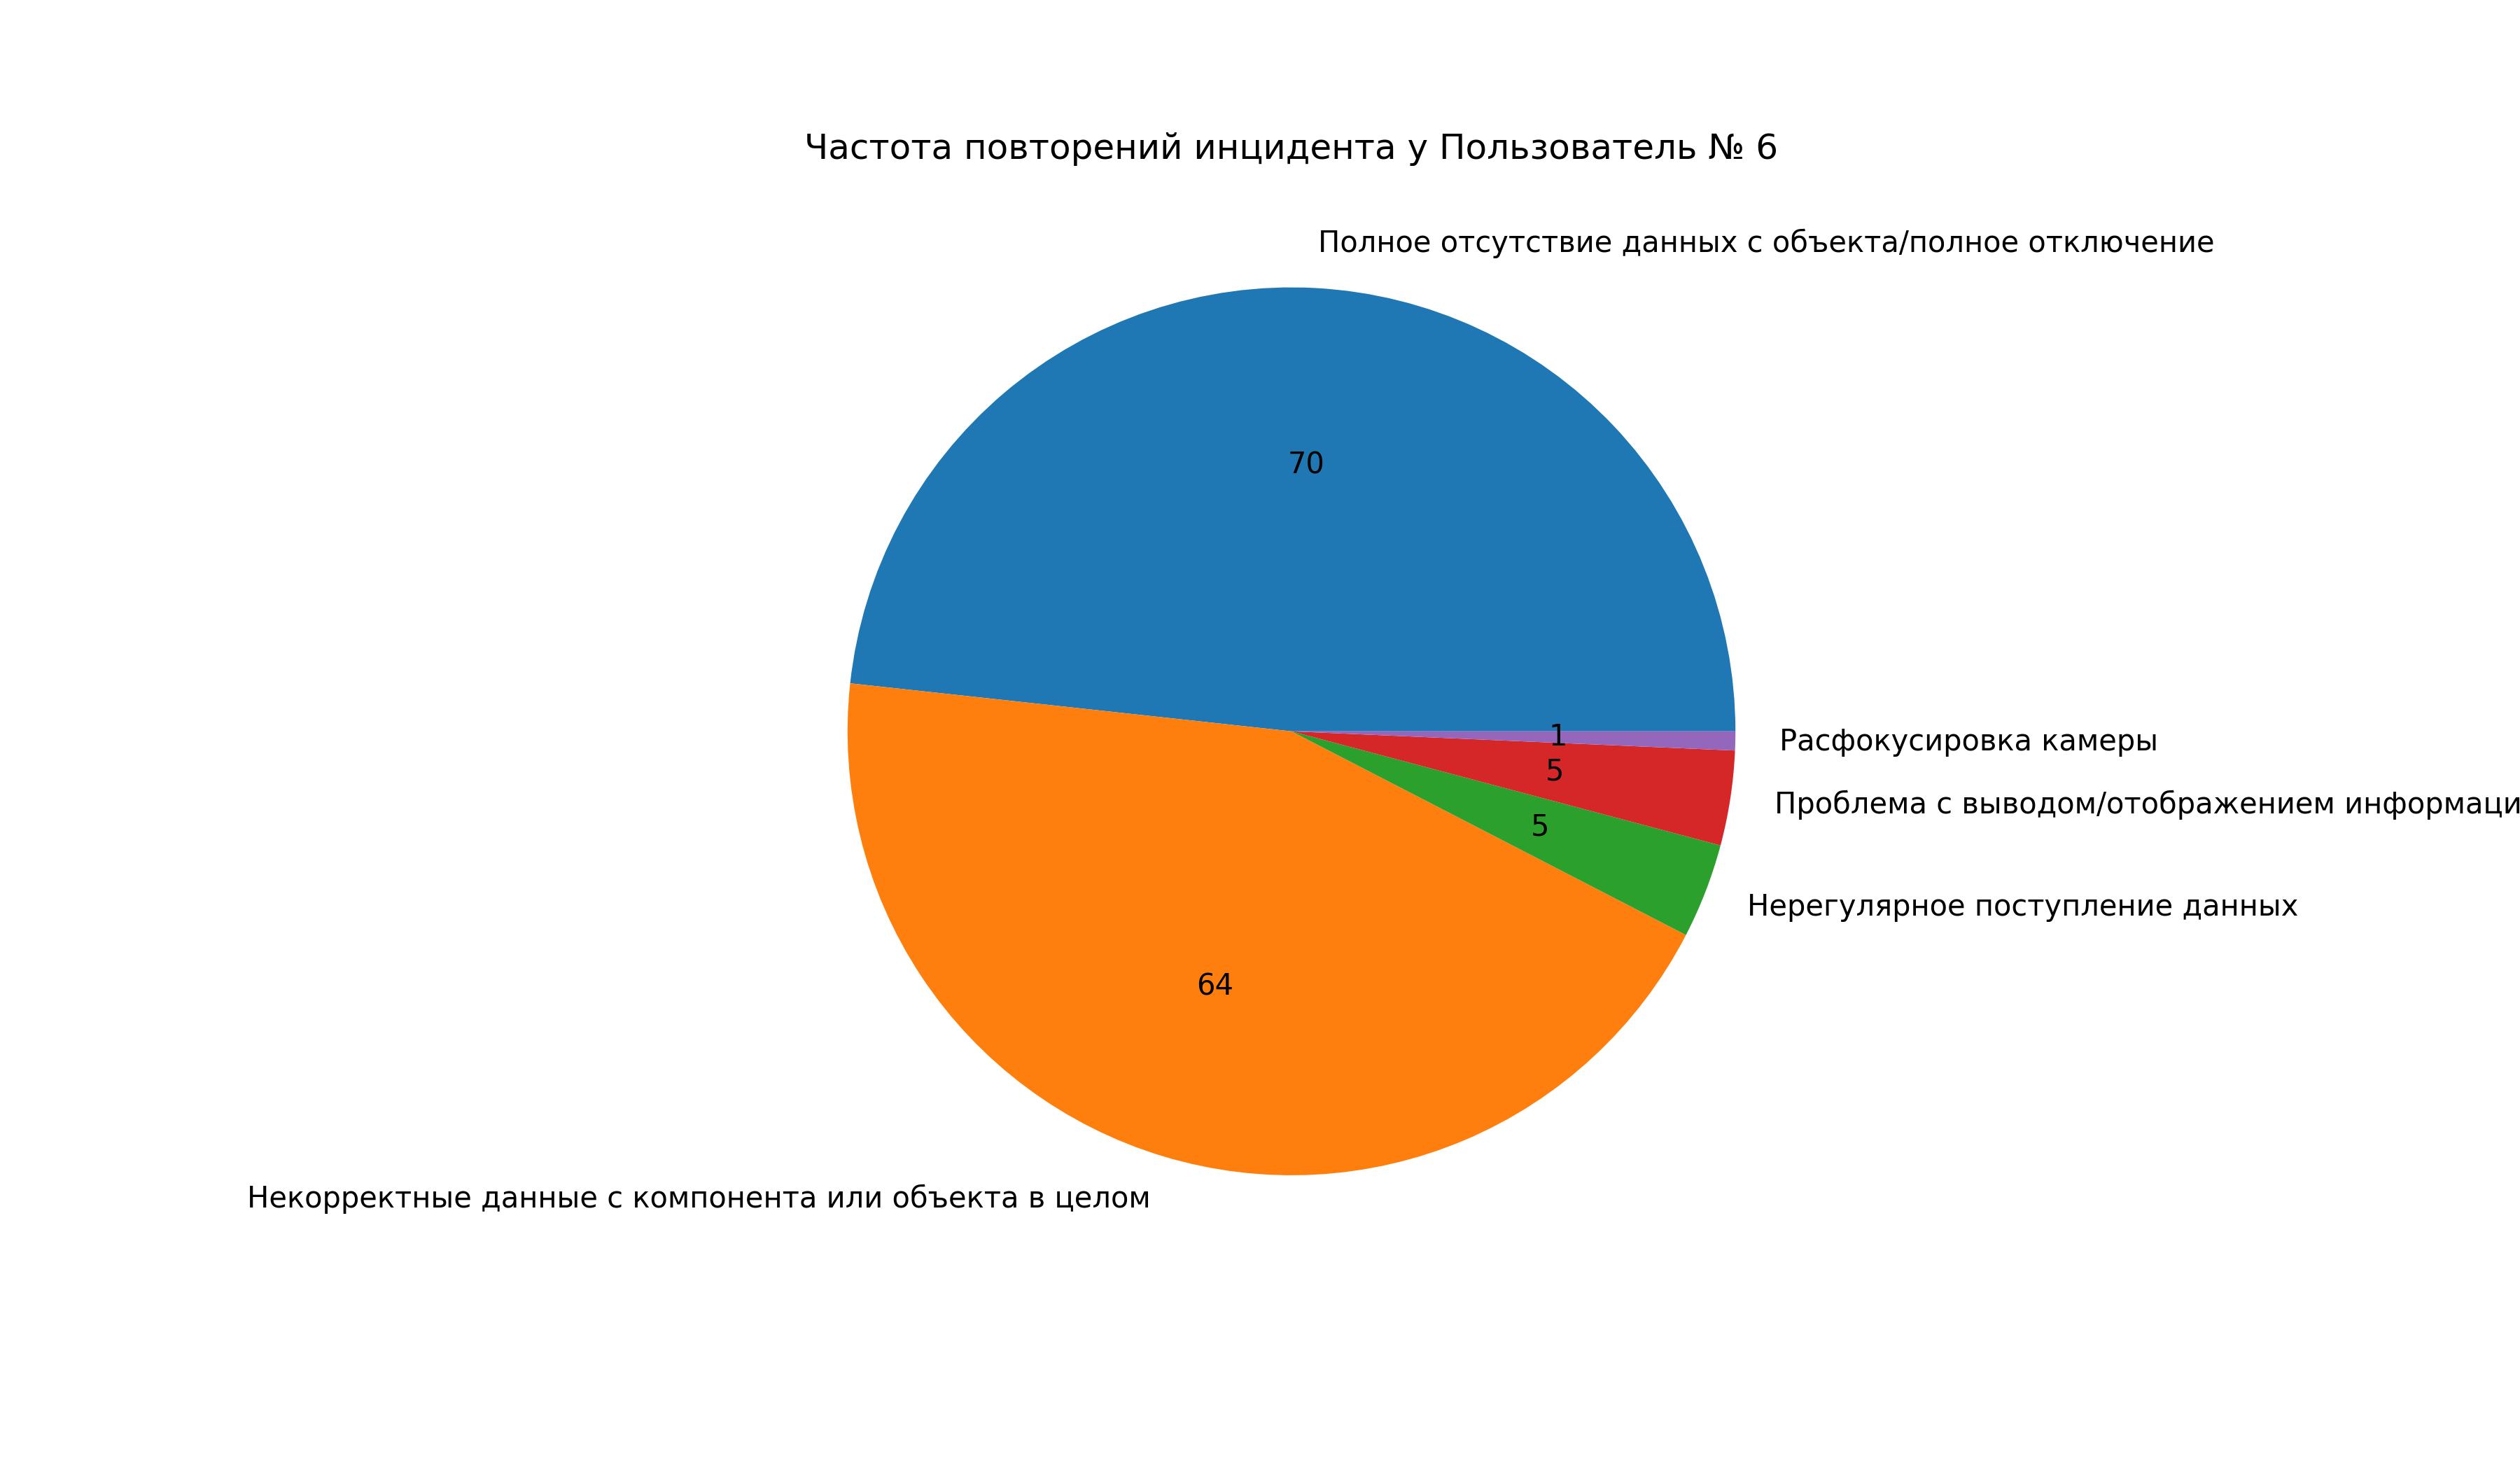 Частота повторений инцидента у Пользователь № 6
Полное отсутствие данных с объекта/полное отключение
70
1
Расфокусировка камеры
5
Проблема с выводом/отображением
5
Нерегулярное поступление данных
64
Некорректные данные с компонента или объекта в целом